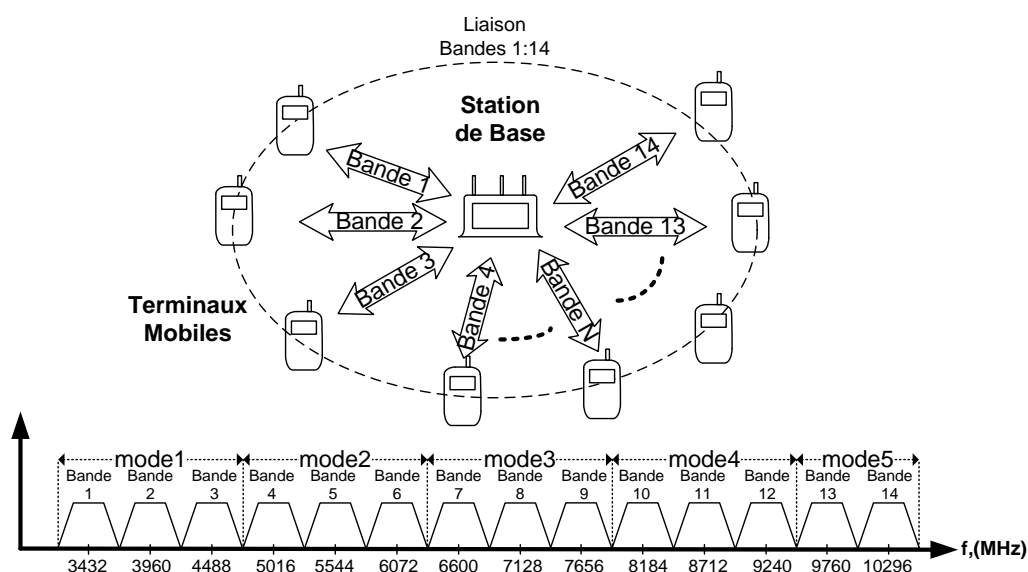 Liaison
Bandes 1:14
Station
de Base
Bande 1
Bande 14
Bande 2
Bande 13
Bande 3
Bande 4
Bande N
Terminaux
Mobiles
mode1 mode2 mode3 mode4 mode5
Bande Bande Bande Bande Bande Bande Bande Bande Bande Bande Bande Bande Bande Bande
1 2 3 4 5 6 7 8 9 10 11 12 13 14
f,(MHz)
3432 3960 4488 5016 5544 6072 6600 7128 7656 8184 8712 9240 9760 10296